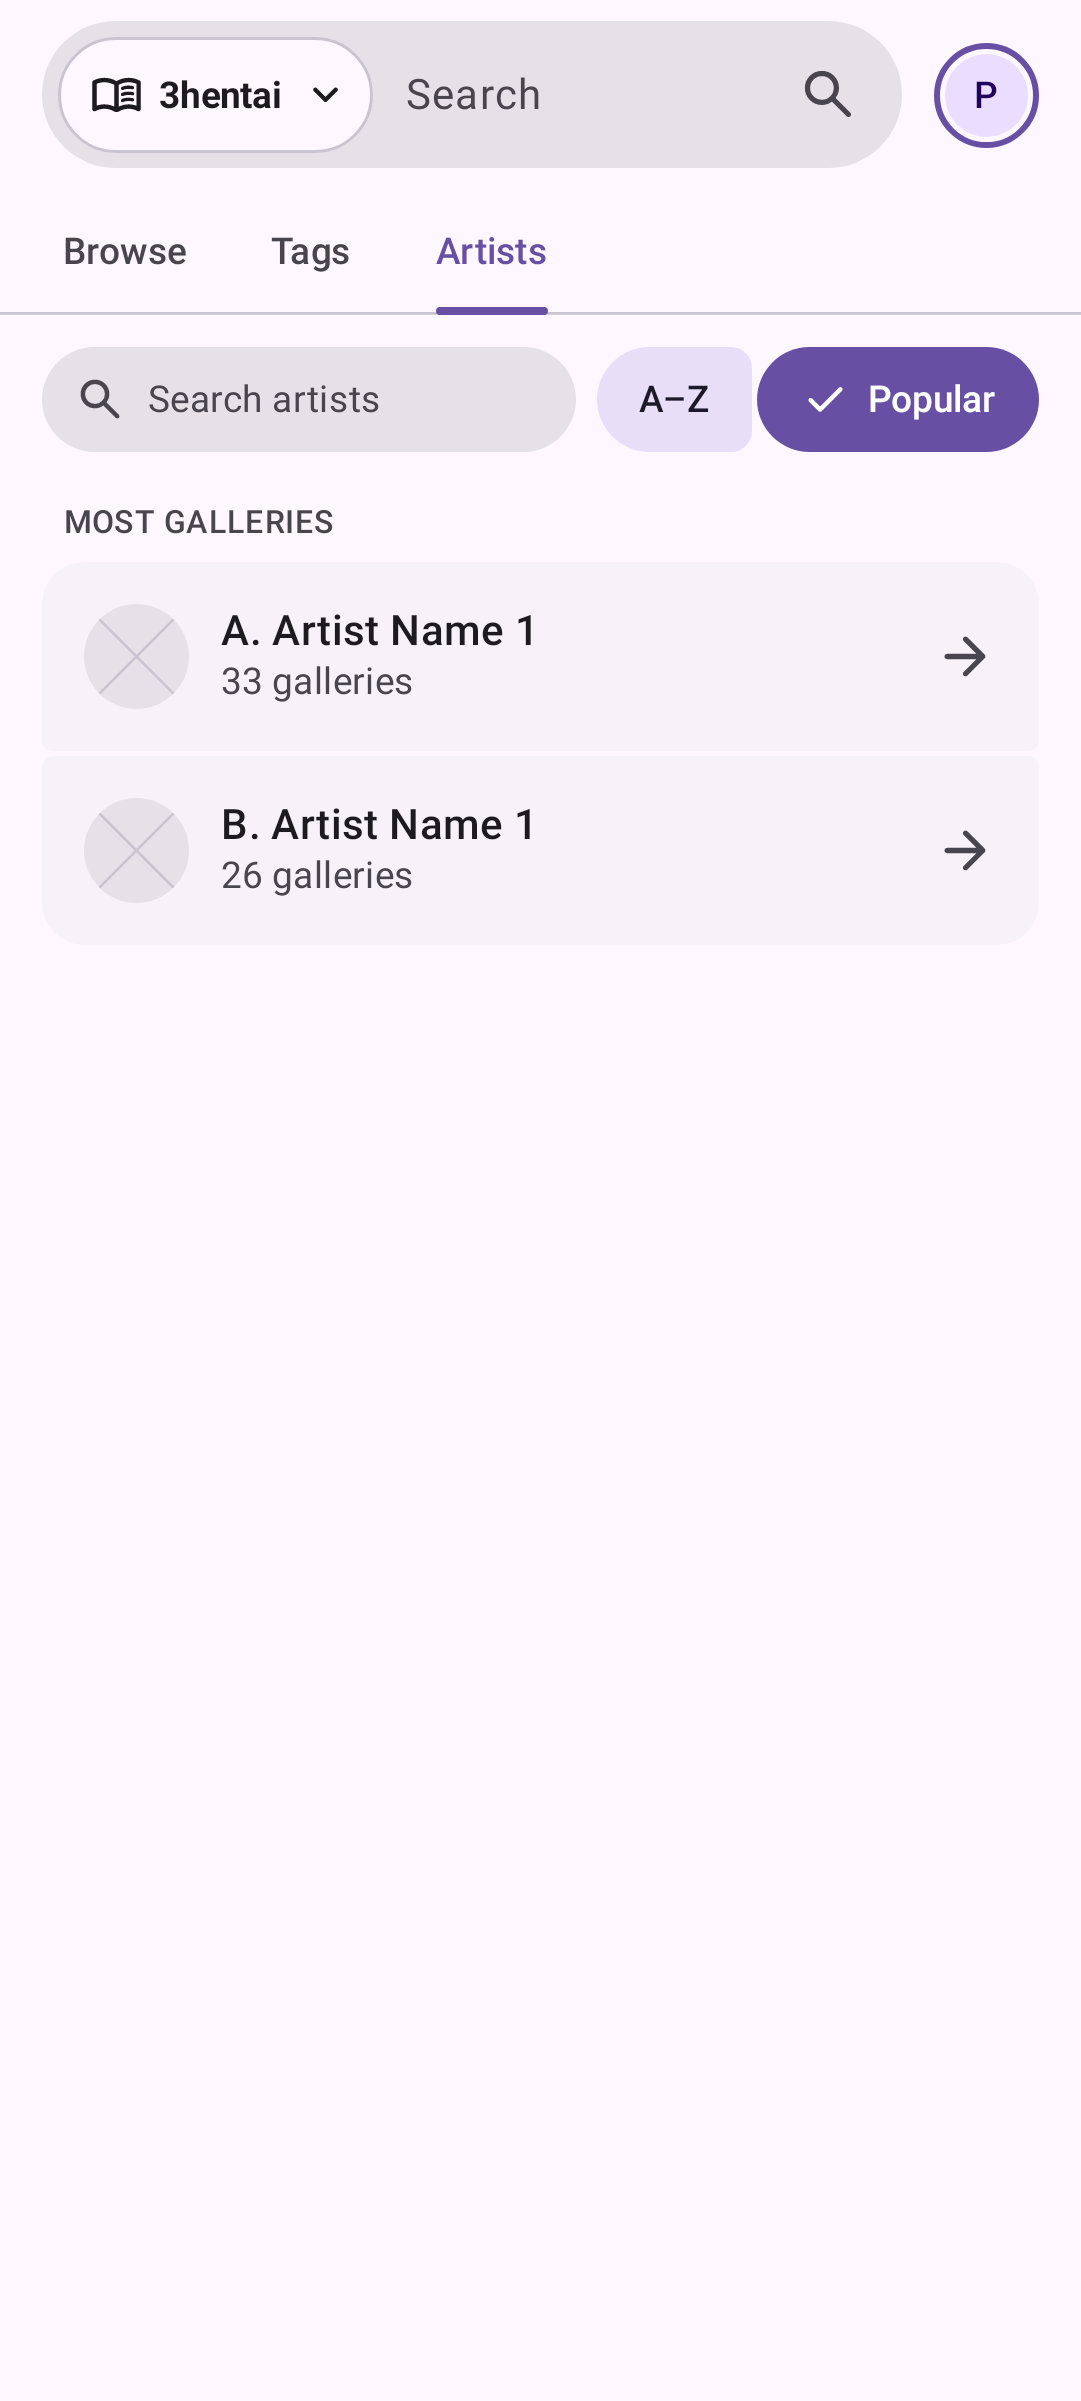 3hentai
Search
P
Browse
Tags
Artists
Search artists
A–Z
Popular
MOST GALLERIES
A. Artist Name 1
33 galleries
B. Artist Name 1
26 galleries